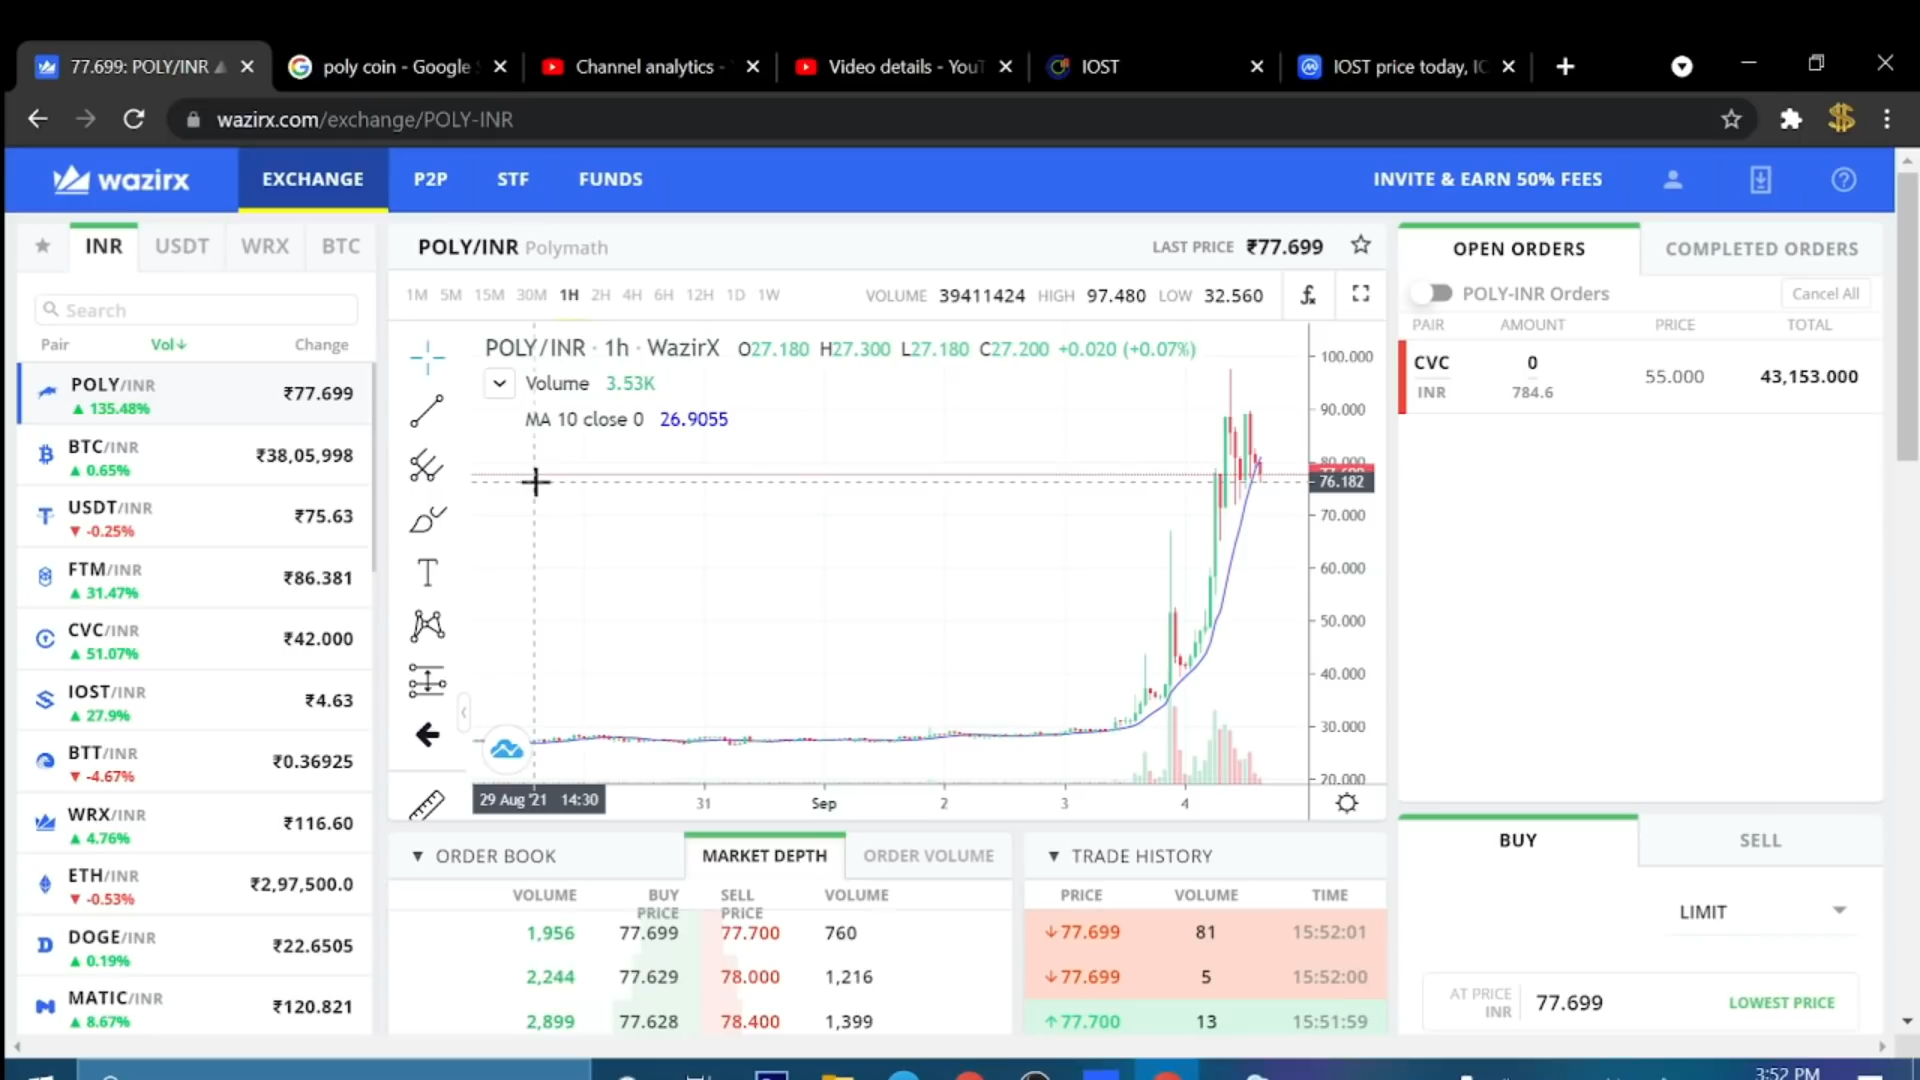 77.699: POLY/INR
poly coin - Google
Channel analytics -
Video details - YouT
IOST
IOST price today, IO
wazirx.com/exchange/POLY-INR
wazirx
EXCHANGE
P2P
STF
FUNDS
INVITE & EARN 50% FEES
INR
USDT
WRX
BTC
Search
Pair
Vol↓
Change
POLY/INR
▲ 135.48%
₹77.699
BTC/INR
▲ 0.65%
₹38,05,998
USDT/INR
▼ -0.25%
₹75.63
FTM/INR
▲ 31.47%
₹86.381
CVC/INR
▲ 51.07%
₹42.000
IOST/INR
▲ 27.9%
₹4.63
BTT/INR
▼ -4.67%
₹0.36925
WRX/INR
▲ 4.76%
₹116.60
ETH/INR
▼ -0.53%
₹2,97,500.0
DOGE/INR
▲ 0.19%
₹22.6505
MATIC/INR
▲ 8.67%
₹120.821
POLY/INR Polymath
LAST PRICE ₹77.699
1M 5M 15M 30M 1H 2H 4H 6H 12H 1D 1W
VOLUME 39411424 HIGH 97.480 LOW 32.560
POLY/INR · 1h · WazirX O27.180 H27.300 L27.180 C27.200 +0.020 (+0.07%)
Volume 3.53K
MA 10 close 0 26.9055
100.000
90.000
80.000
77.699
76.182
70.000
60.000
50.000
40.000
30.000
20.000
29 Aug '21 14:30
31
Sep
2
3
4
▼ ORDER BOOK
MARKET DEPTH
ORDER VOLUME
VOLUME
BUY PRICE
SELL PRICE
VOLUME
1,956 77.699 77.700 760
2,244 77.629 78.000 1,216
2,899 77.628 78.400 1,399
▼ TRADE HISTORY
PRICE VOLUME TIME
↓77.699 81 15:52:01
↓77.699 5 15:52:00
↑77.700 13 15:51:59
OPEN ORDERS
COMPLETED ORDERS
POLY-INR Orders
Cancel All
PAIR AMOUNT PRICE TOTAL
CVC 0 55.000 43,153.000
INR 784.6
BUY
SELL
LIMIT
AT PRICE
INR
77.699
LOWEST PRICE
3:52 PM